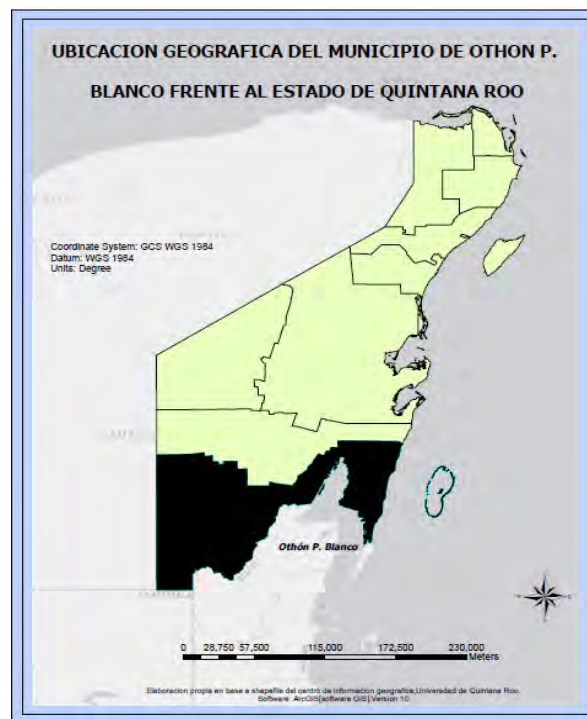 UBICACION GEOGRAFICA DEL MUNICIPIO DE OTHON P.
BLANCO FRENTE AL ESTADO DE QUINTANA ROO
Coordinate System: GCS WGS 1984
Datum: WGS 1984
Units: Degree
Othón P. Blanco
0 28,750 57,500 115,000 172,500 230,000
Meters
Elaboracion propia en base a shapefile del centro de informacion geografica,Universidad de Quintana Roo.
Software :ArcGIS[software GIS],Version 10